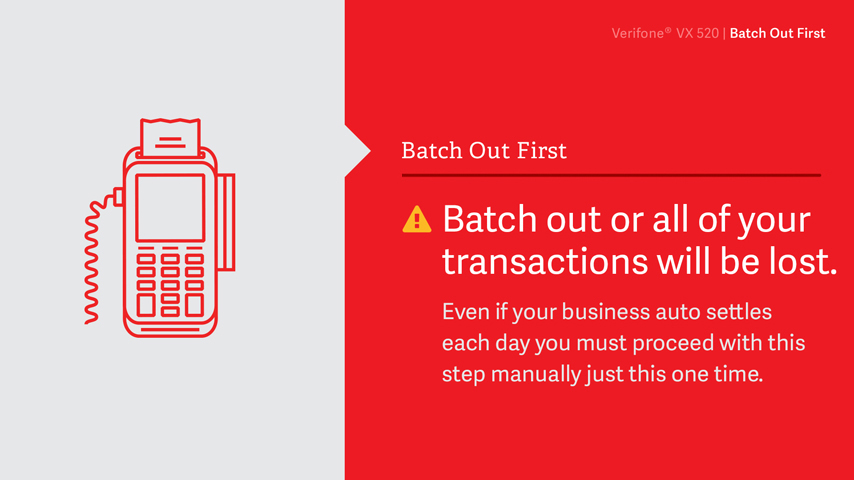 Verifone® VX 520 | Batch Out First
Batch Out First
Batch out or all of your
transactions will be lost.
Even if your business auto settles
each day you must proceed with this
step manually just this one time.